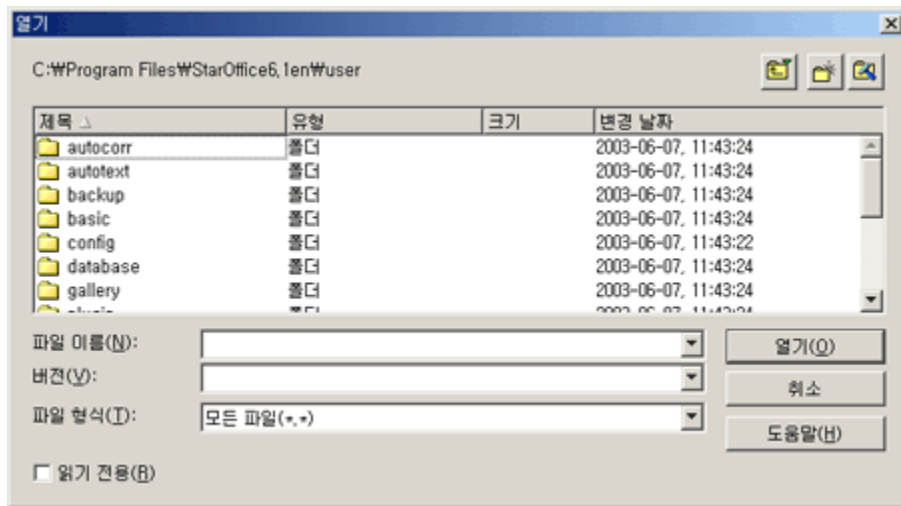 열기
C:₩Program Files₩StarOffice6,1en₩user
제목 유형 크기 변경 날짜
autocorr 폴더 2003-06-07, 11:43:24
autotext 폴더 2003-06-07, 11:43:24
backup 폴더 2003-06-07, 11:43:24
basic 폴더 2003-06-07, 11:43:24
config 폴더 2003-06-07, 11:43:22
database 폴더 2003-06-07, 11:43:24
gallery 폴더 2003-06-07, 11:43:24
파일 이름(N):
열기(O)
버전(V):
취소
파일 형식(T): 모든 파일(*,*)
도움말(H)
읽기 전용(R)